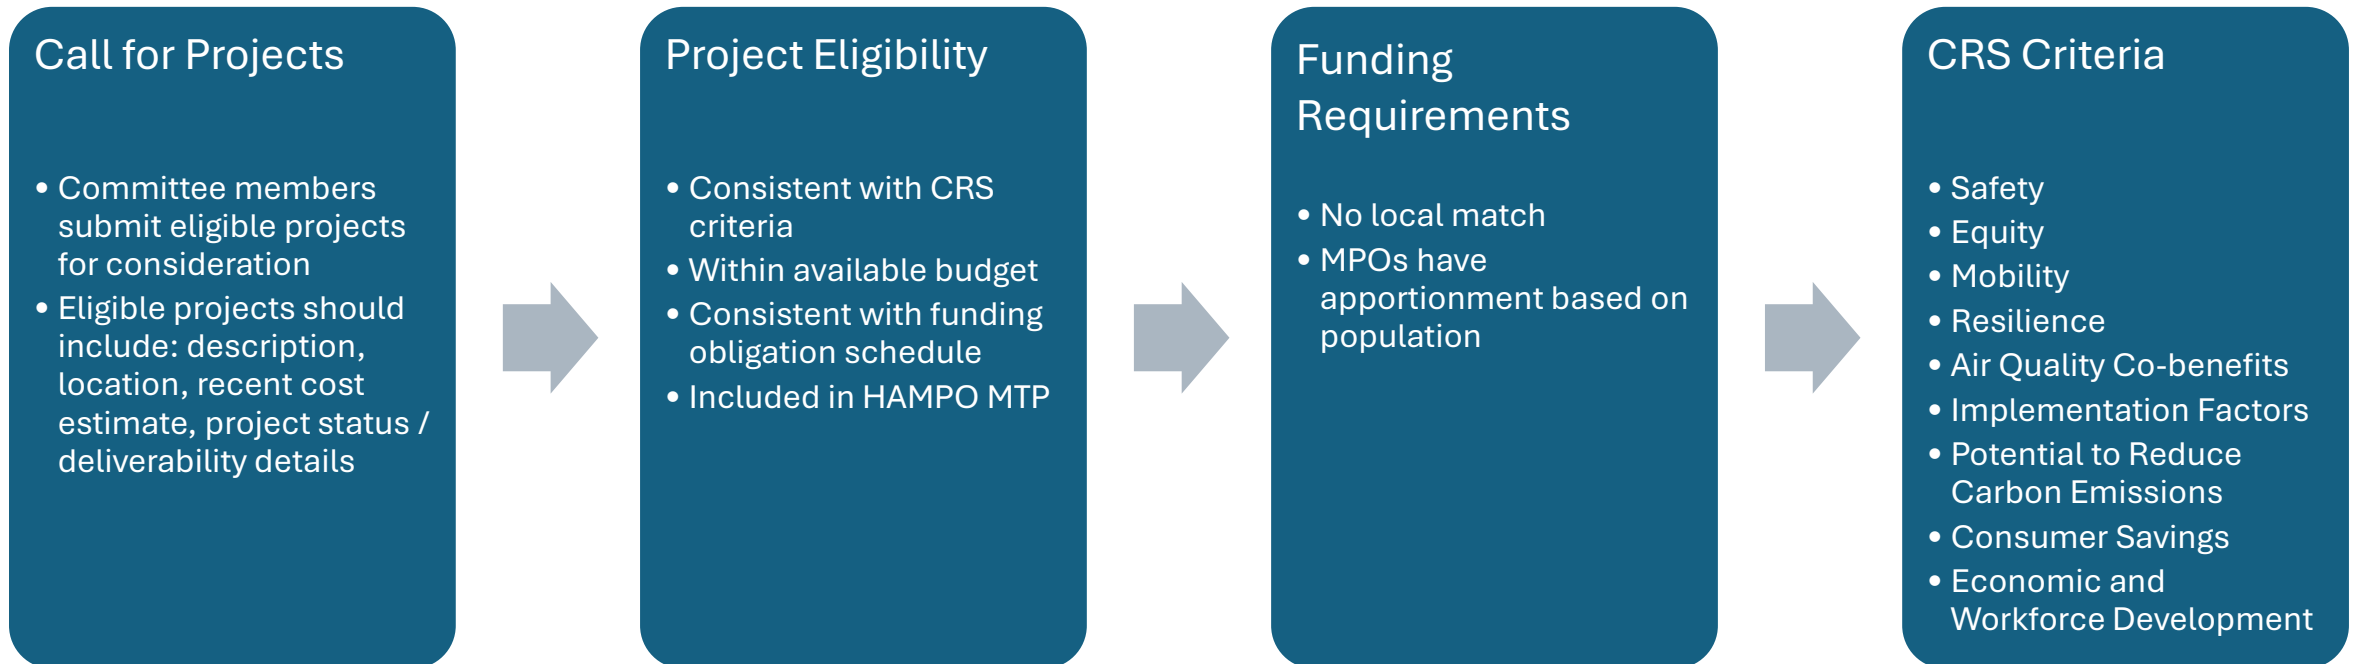 Call for Projects
• Committee members
submit eligible projects
for consideration
• Eligible projects should
include: description,
location, recent cost
estimate, project status /
deliverability details
Project Eligibility
• Consistent with CRS
criteria
• Within available budget
• Consistent with funding
obligation schedule
• Included in HAMPO MTP
Funding
Requirements
• No local match
• MPOs have
apportionment based on
population
CRS Criteria
• Safety
• Equity
• Mobility
• Resilience
• Air Quality Co-benefits
• Implementation Factors
• Potential to Reduce
Carbon Emissions
• Consumer Savings
• Economic and
Workforce Development